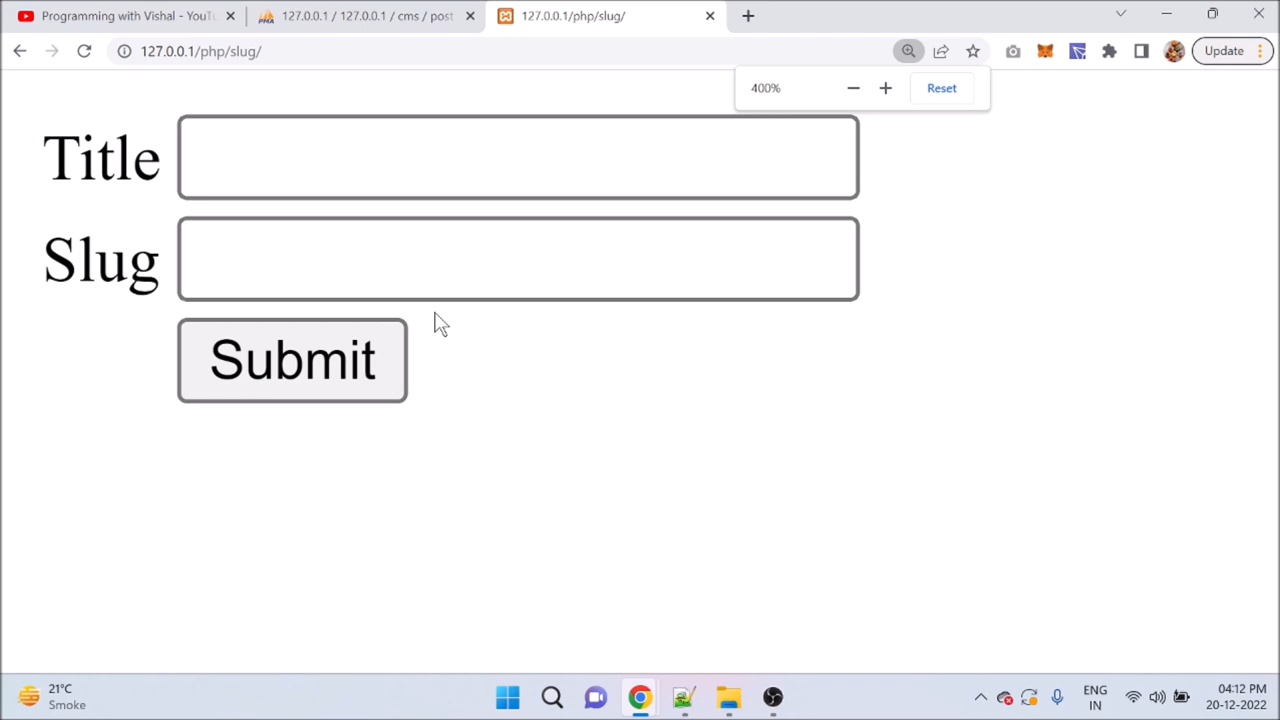 Programming with Vishal - YouTu
127.0.0.1 / 127.0.0.1 / cms / post
127.0.0.1/php/slug/
127.0.0.1/php/slug/
Update
400%
Reset
Title
Slug
Submit
21°C
Smoke
ENG
IN
04:12 PM
20-12-2022